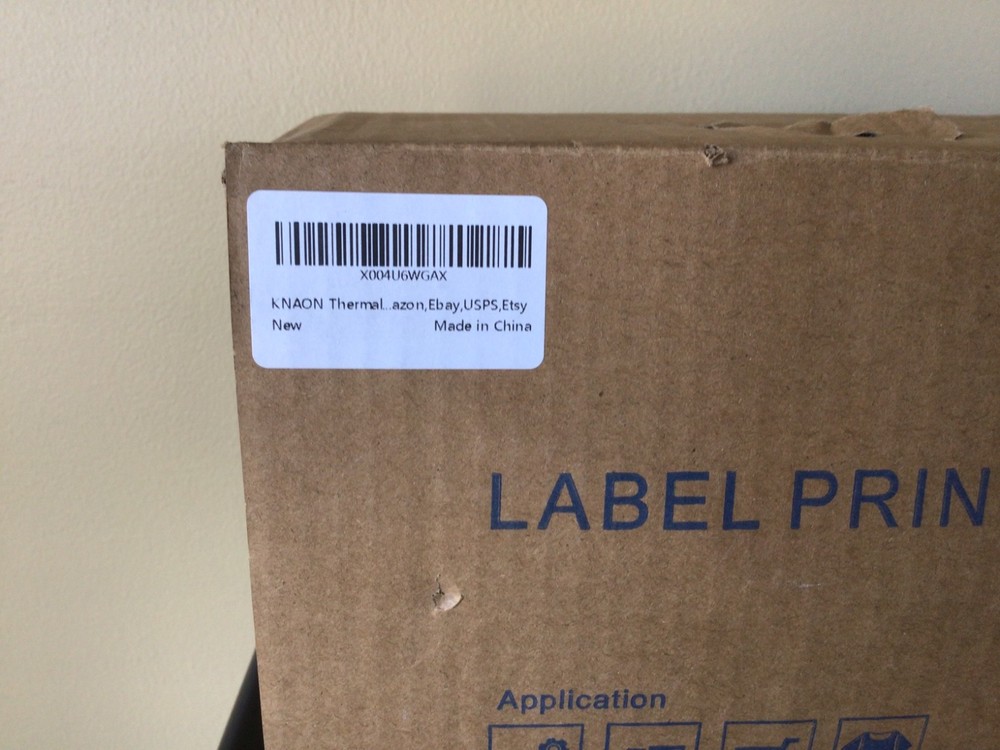 X004U6WGAX
KNAON Thermal...azon,Ebay,USPS,Etsy
New Made in China
LABEL PRIN
Application